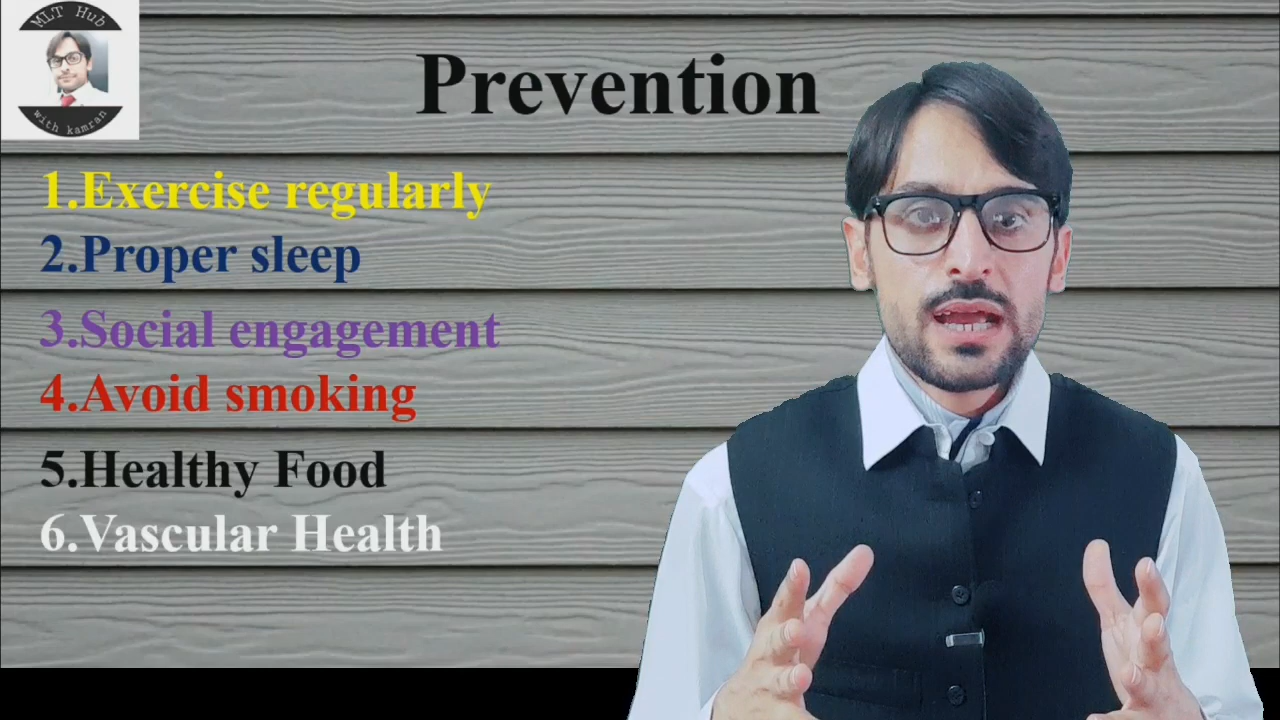 MLT Hub
with kamran
Prevention
1.Exercise regularly
2.Proper sleep
3.Social engagement
4.Avoid smoking
5.Healthy Food
6.Vascular Health